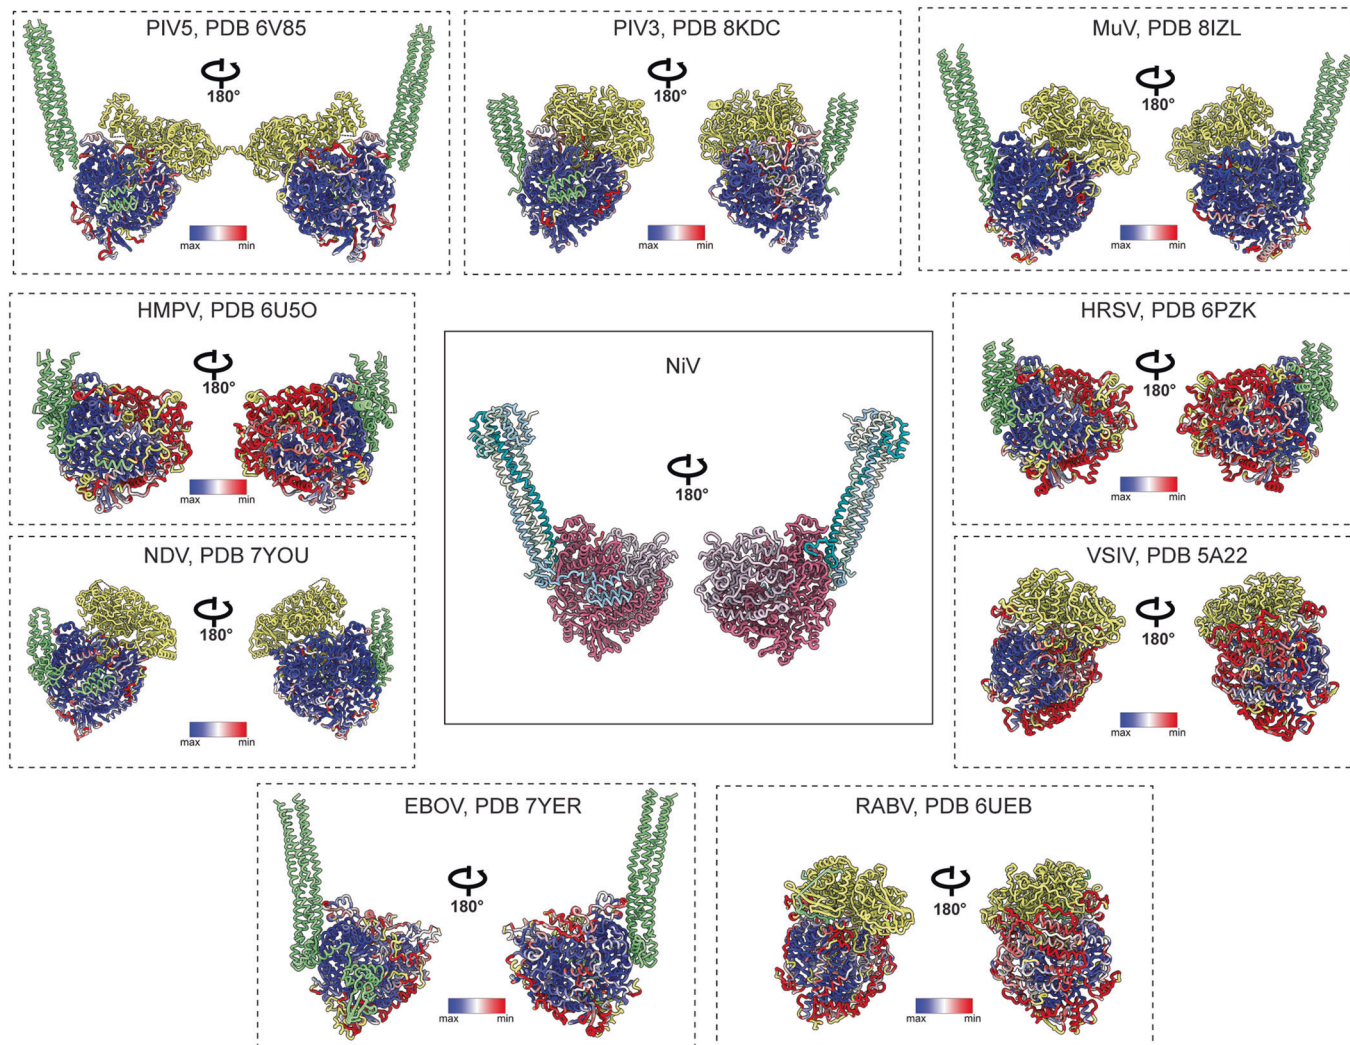 PIV5, PDB 6V85
180°
max min
PIV3, PDB 8KDC
180°
max min
MuV, PDB 8IZL
180°
max min
HMPV, PDB 6U5O
180°
max min
NiV
180°
HRSV, PDB 6PZK
180°
max min
NDV, PDB 7YOU
180°
max min
VSIV, PDB 5A22
180°
max min
EBOV, PDB 7YER
180°
max min
RABV, PDB 6UEB
180°
max min